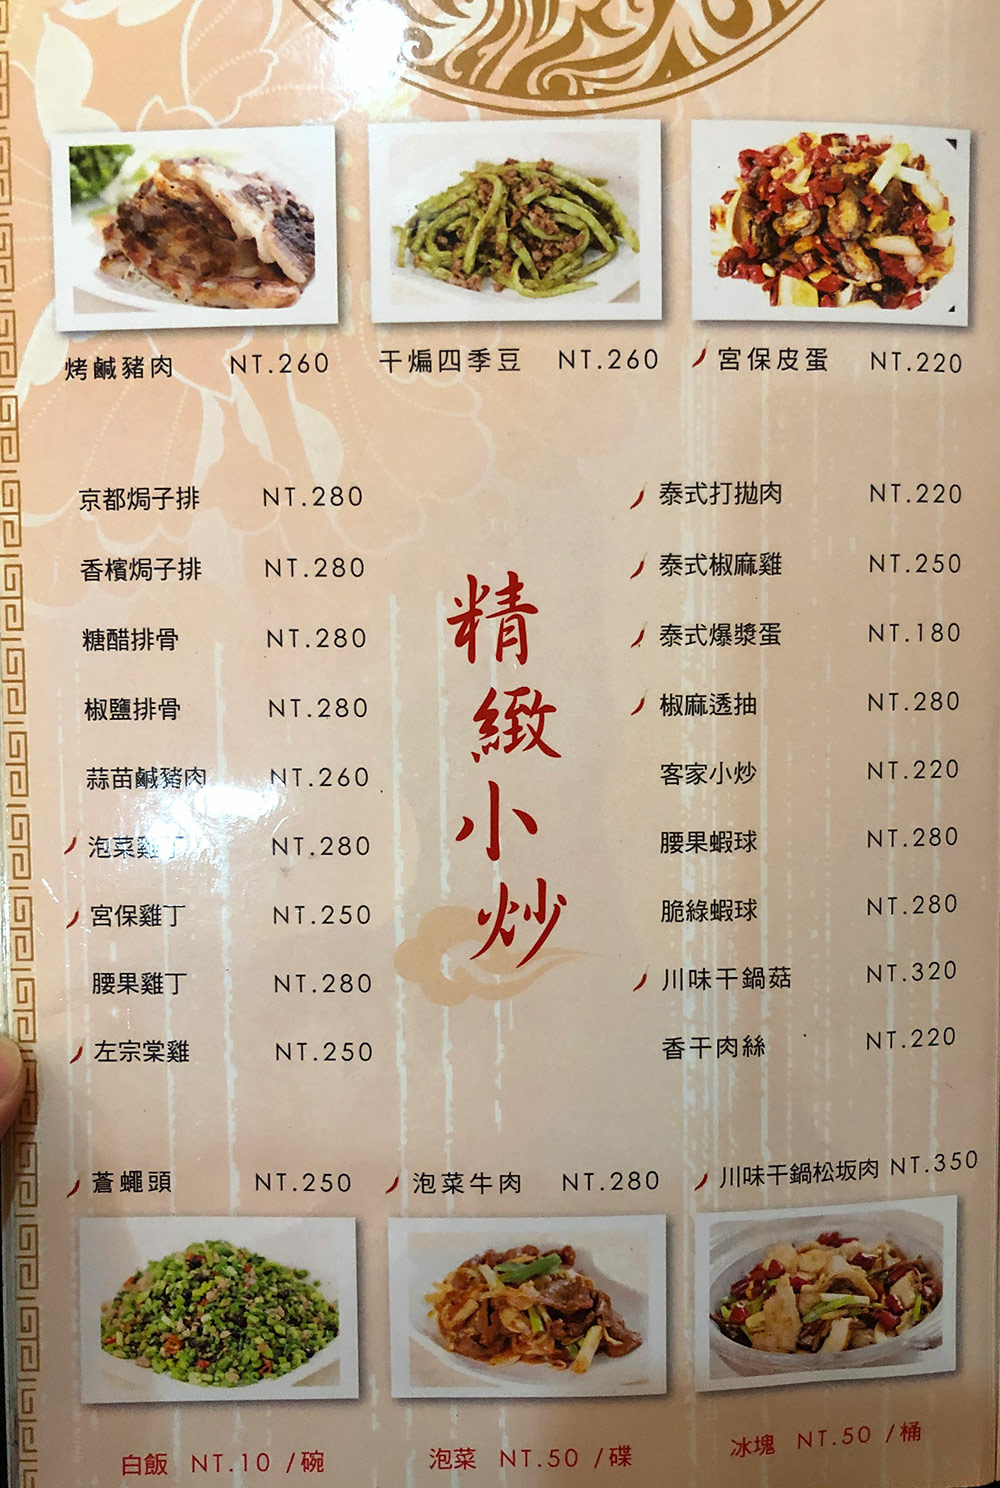 烤鹹豬肉 NT.260
干煸四季豆 NT.260
宮保皮蛋 NT.220
京都焗子排 NT.280
香檳焗子排 NT.280
糖醋排骨 NT.280
椒鹽排骨 NT.280
蒜苗鹹豬肉 NT.260
泡菜雞丁 NT.280
宮保雞丁 NT.250
腰果雞丁 NT.280
左宗棠雞 NT.250
精緻小炒
泰式打拋肉 NT.220
泰式椒麻雞 NT.250
泰式爆漿蛋 NT.180
椒麻透抽 NT.280
客家小炒 NT.220
腰果蝦球 NT.280
脆綠蝦球 NT.280
川味干鍋菇 NT.320
香干肉絲 NT.220
蒼蠅頭 NT.250
泡菜牛肉 NT.280
川味干鍋松坂肉 NT.350
白飯 NT.10 /碗
泡菜 NT.50 /碟
冰塊 NT.50 /桶